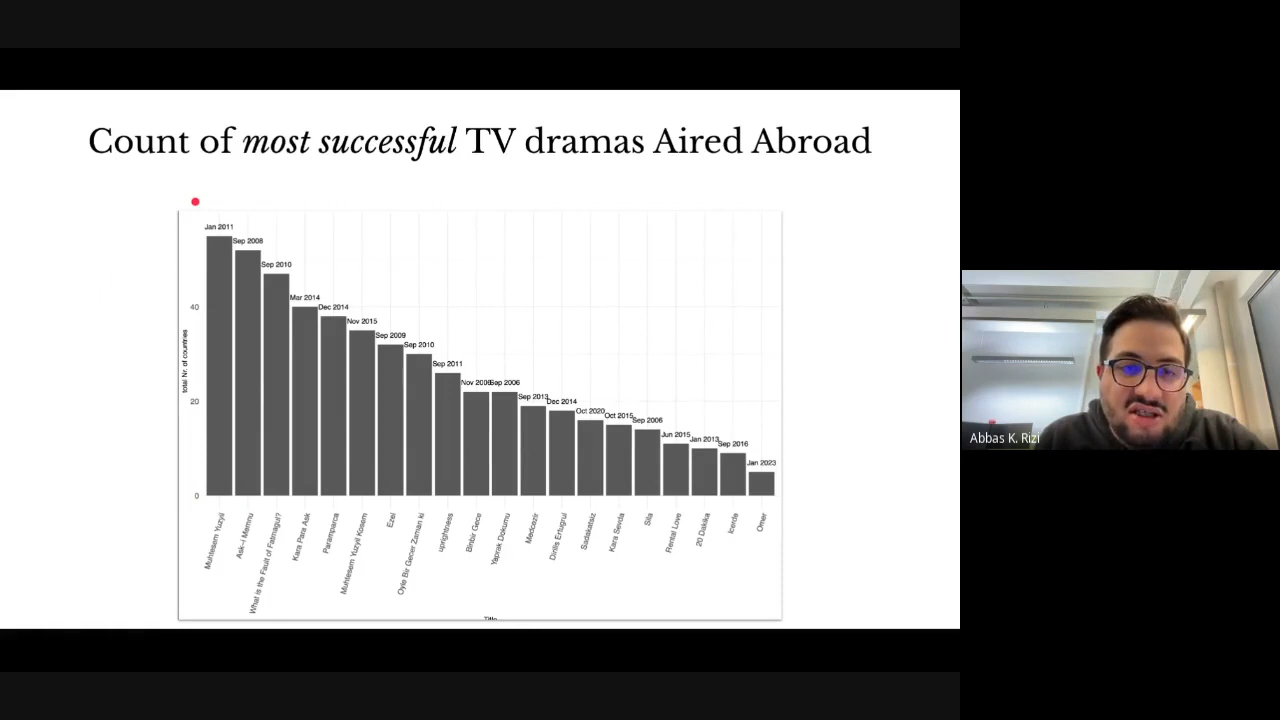 Count of most successful TV dramas Aired Abroad
Jan 2011
Sep 2008
Sep 2010
Mar 2014
Dec 2014
Nov 2015
Sep 2009
Sep 2010
Sep 2011
Nov 2006
Sep 2006
Sep 2013
Dec 2014
Oct 2020
Oct 2015
Sep 2006
Jun 2015
Jan 2013
Sep 2016
Jan 2023
40
20
0
total Nr. of countries
Muhtesem Yuzyil
Ask-i Memnu
What is the Fault of Fatmagul?
Kara Para Ask
Paramparca
Muhtesem Yuzyil Kosem
Ezel
Oyle Bir Gecer Zaman ki
uprightness
Binbir Gece
Yaprak Dokumu
Medcezir
Dirilis Ertugrul
Sadakatsiz
Kara Sevda
Sila
Rental Love
20 Dakika
Icerde
Omer
Title
Abbas K. Rizi